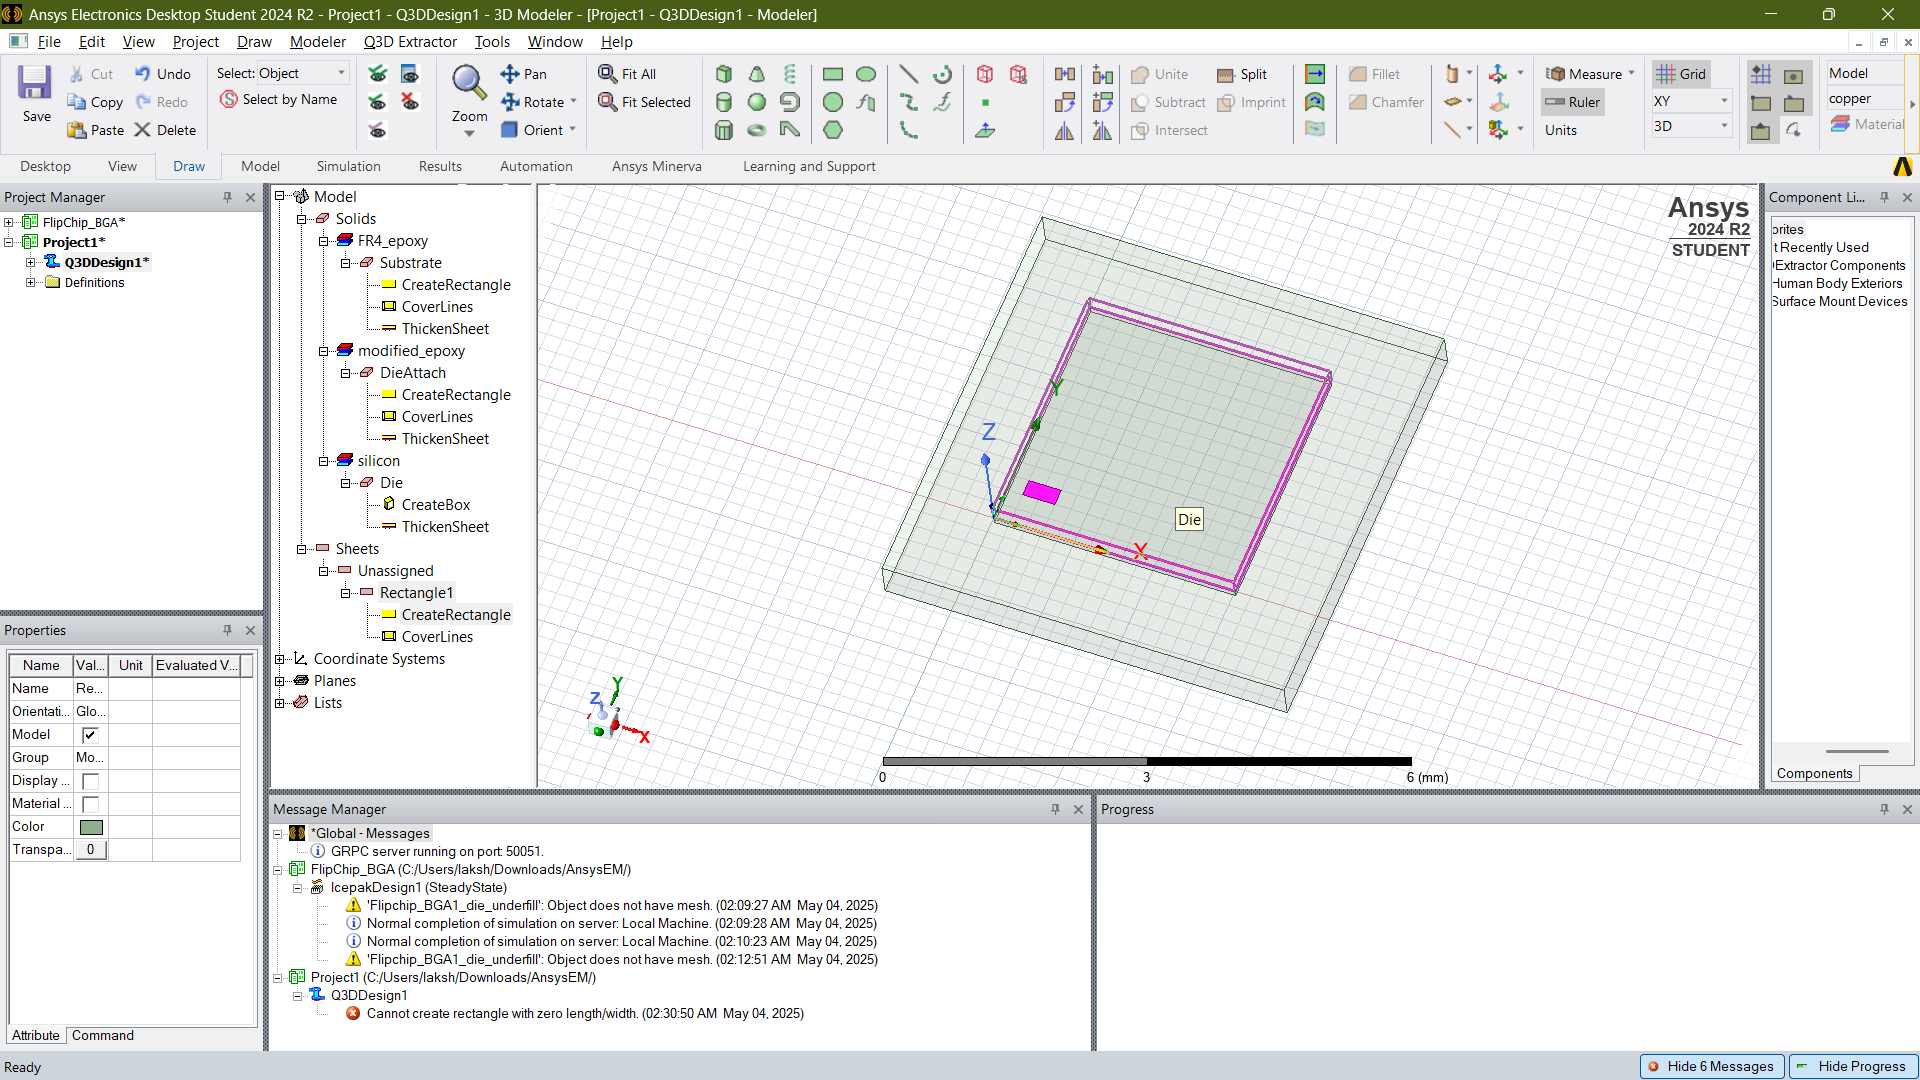 Ansys Electronics Desktop Student 2024 R2 - Project1 - Q3DDesign1 - 3D Modeler - [Project1 - Q3DDesign1 - Modeler]
File Edit View Project Draw Modeler Q3D Extractor Tools Window Help
Save
Cut
Copy
Paste
Undo
Redo
Delete
Select: Object
Select by Name
Zoom
Pan
Rotate
Orient
Fit All
Fit Selected
Unite
Subtract
Intersect
Split
Imprint
Fillet
Chamfer
Measure
Ruler
Units
Grid
XY
3D
Model
copper
Material
Desktop View Draw Model Simulation Results Automation Ansys Minerva Learning and Support
Project Manager
FlipChip_BGA*
Project1*
Q3DDesign1*
Definitions
Properties
Name Val... Unit Evaluated V...
Name Re...
Orientati... Glo...
Model
Group Mo...
Display ...
Material ...
Color
Transpa... 0
Attribute Command
Model
Solids
FR4_epoxy
Substrate
CreateRectangle
CoverLines
ThickenSheet
modified_epoxy
DieAttach
CreateRectangle
CoverLines
ThickenSheet
silicon
Die
CreateBox
ThickenSheet
Sheets
Unassigned
Rectangle1
CreateRectangle
CoverLines
Coordinate Systems
Planes
Lists
Ansys
2024 R2
STUDENT
Y
Z
X
Die
Y
Z
X
0 3 6 (mm)
Component Li...
orites
t Recently Used
Extractor Components
Human Body Exteriors
Surface Mount Devices
Components
Message Manager
*Global - Messages
GRPC server running on port: 50051.
FlipChip_BGA (C:/Users/laksh/Downloads/AnsysEM/)
IcepakDesign1 (SteadyState)
'Flipchip_BGA1_die_underfill': Object does not have mesh. (02:09:27 AM May 04, 2025)
Normal completion of simulation on server: Local Machine. (02:09:28 AM May 04, 2025)
Normal completion of simulation on server: Local Machine. (02:10:23 AM May 04, 2025)
'Flipchip_BGA1_die_underfill': Object does not have mesh. (02:12:51 AM May 04, 2025)
Project1 (C:/Users/laksh/Downloads/AnsysEM/)
Q3DDesign1
Cannot create rectangle with zero length/width. (02:30:50 AM May 04, 2025)
Progress
Ready
Hide 6 Messages
Hide Progress